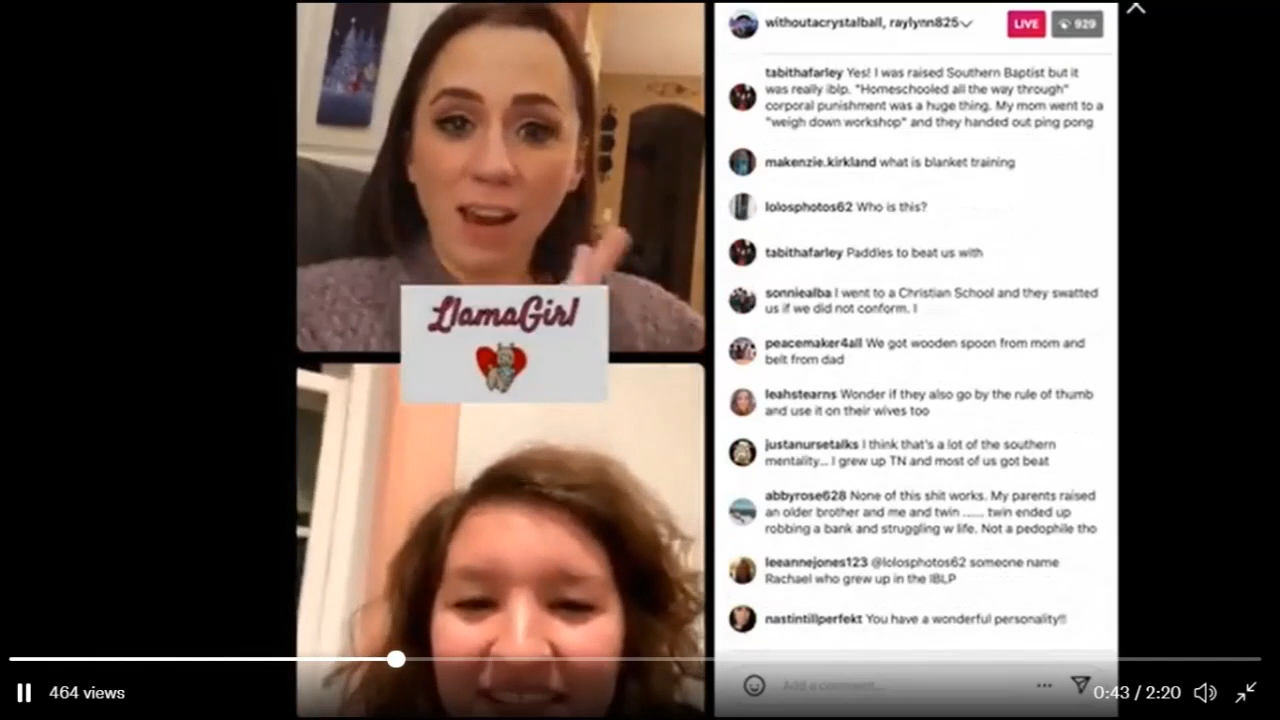 withoutacrystalball, raylynn825
LIVE
929
tabithafarley Yes! I was raised Southern Baptist but it
was really iblp. "Homeschooled all the way through"
corporal punishment was a huge thing. My mom went to a
"weigh down workshop" and they handed out ping pong
makenzie.kirkland what is blanket training
lolosphotos62 Who is this?
tabithafarley Paddles to beat us with
sonniealba I went to a Christian School and they swatted
us if we did not conform. I
peacemaker4all We got wooden spoon from mom and
belt from dad
leahstearns Wonder if they also go by the rule of thumb
and use it on their wives too
justanursetalks I think that's a lot of the southern
mentality... I grew up TN and most of us got beat
abbyrose628 None of this shit works. My parents raised
an older brother and me and twin ...... twin ended up
robbing a bank and struggling w life. Not a pedophile tho
leeannejones123 @lolosphotos62 someone name
Rachael who grew up in the IBLP
nastintillperfekt You have a wonderful personality!!
Add a comment...
LlamaGirl
464 views
0:43 / 2:20